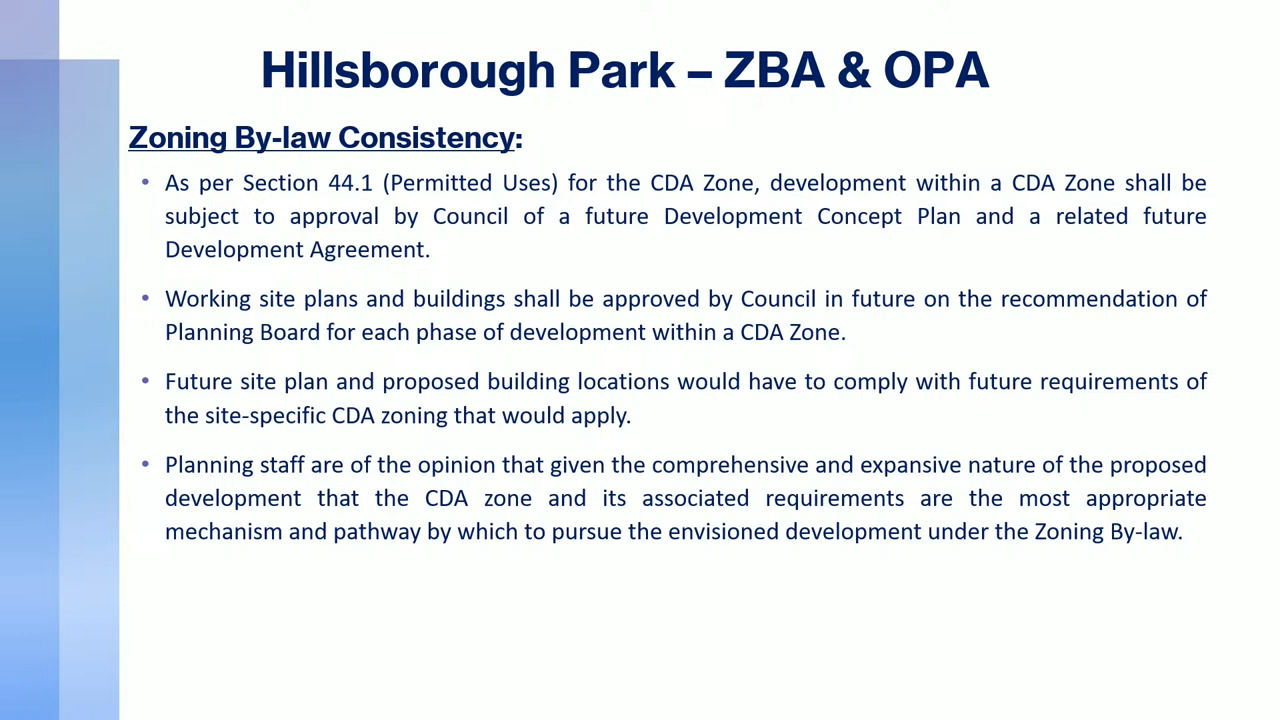 Hillsborough Park – ZBA & OPA
Zoning By-law Consistency:
• As per Section 44.1 (Permitted Uses) for the CDA Zone, development within a CDA Zone shall be
subject to approval by Council of a future Development Concept Plan and a related future
Development Agreement.
• Working site plans and buildings shall be approved by Council in future on the recommendation of
Planning Board for each phase of development within a CDA Zone.
• Future site plan and proposed building locations would have to comply with future requirements of
the site-specific CDA zoning that would apply.
• Planning staff are of the opinion that given the comprehensive and expansive nature of the proposed
development that the CDA zone and its associated requirements are the most appropriate
mechanism and pathway by which to pursue the envisioned development under the Zoning By-law.